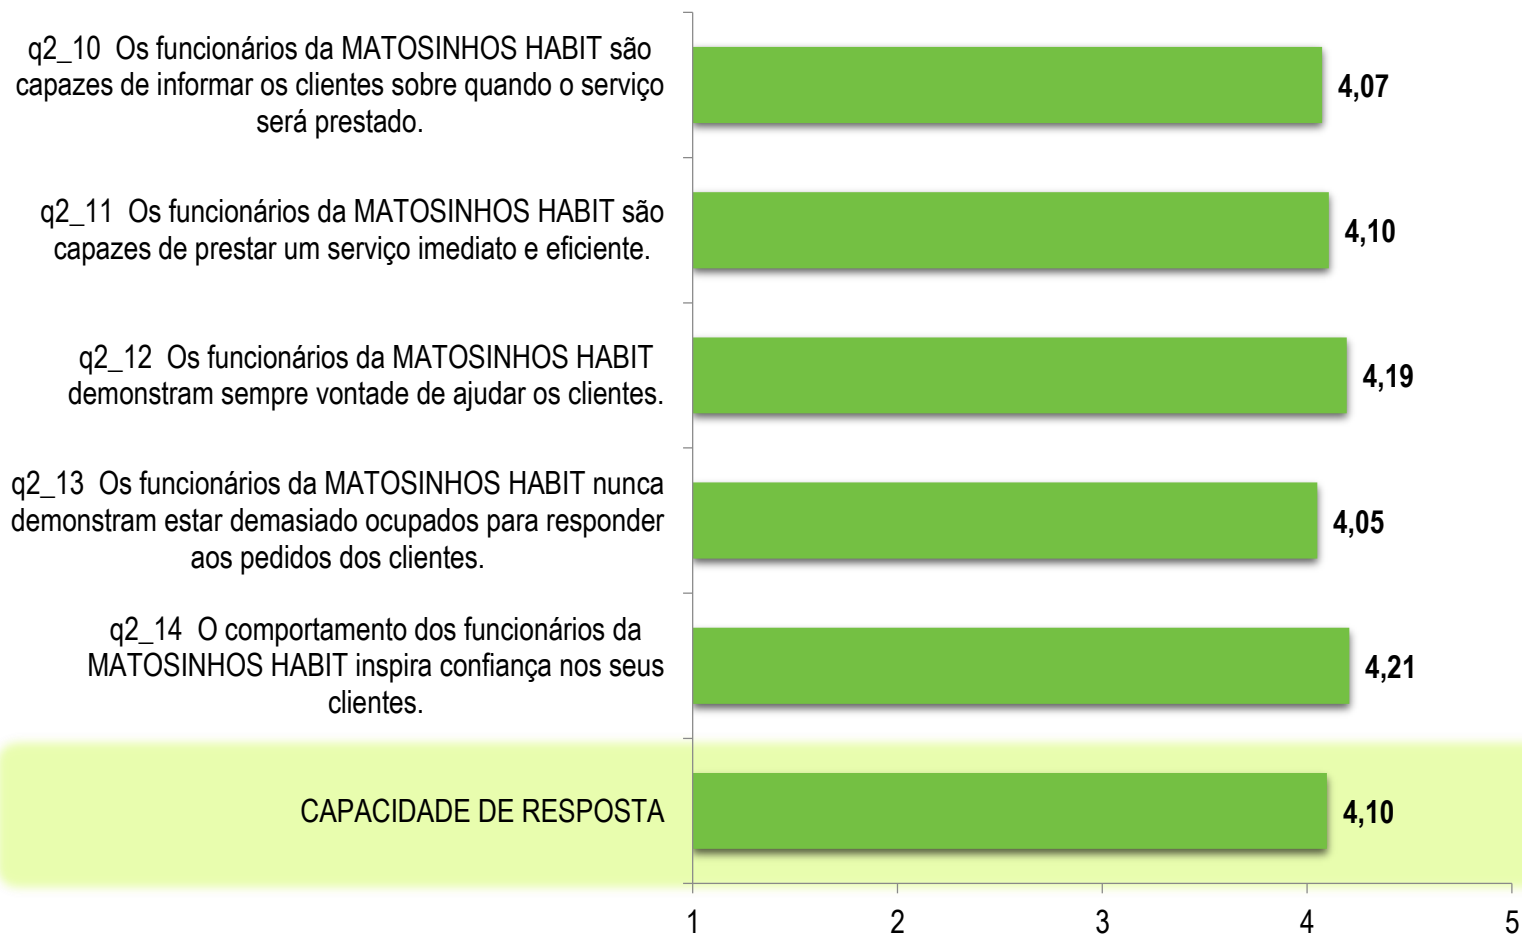 q2_10  Os funcionários da MATOSINHOS HABIT são
capazes de informar os clientes sobre quando o serviço
será prestado.
4,07
q2_11  Os funcionários da MATOSINHOS HABIT são
capazes de prestar um serviço imediato e eficiente.
4,10
q2_12  Os funcionários da MATOSINHOS HABIT
demonstram sempre vontade de ajudar os clientes.
4,19
q2_13  Os funcionários da MATOSINHOS HABIT nunca
demonstram estar demasiado ocupados para responder
aos pedidos dos clientes.
4,05
q2_14  O comportamento dos funcionários da
MATOSINHOS HABIT inspira confiança nos seus
clientes.
4,21
CAPACIDADE DE RESPOSTA
4,10
1 2 3 4 5